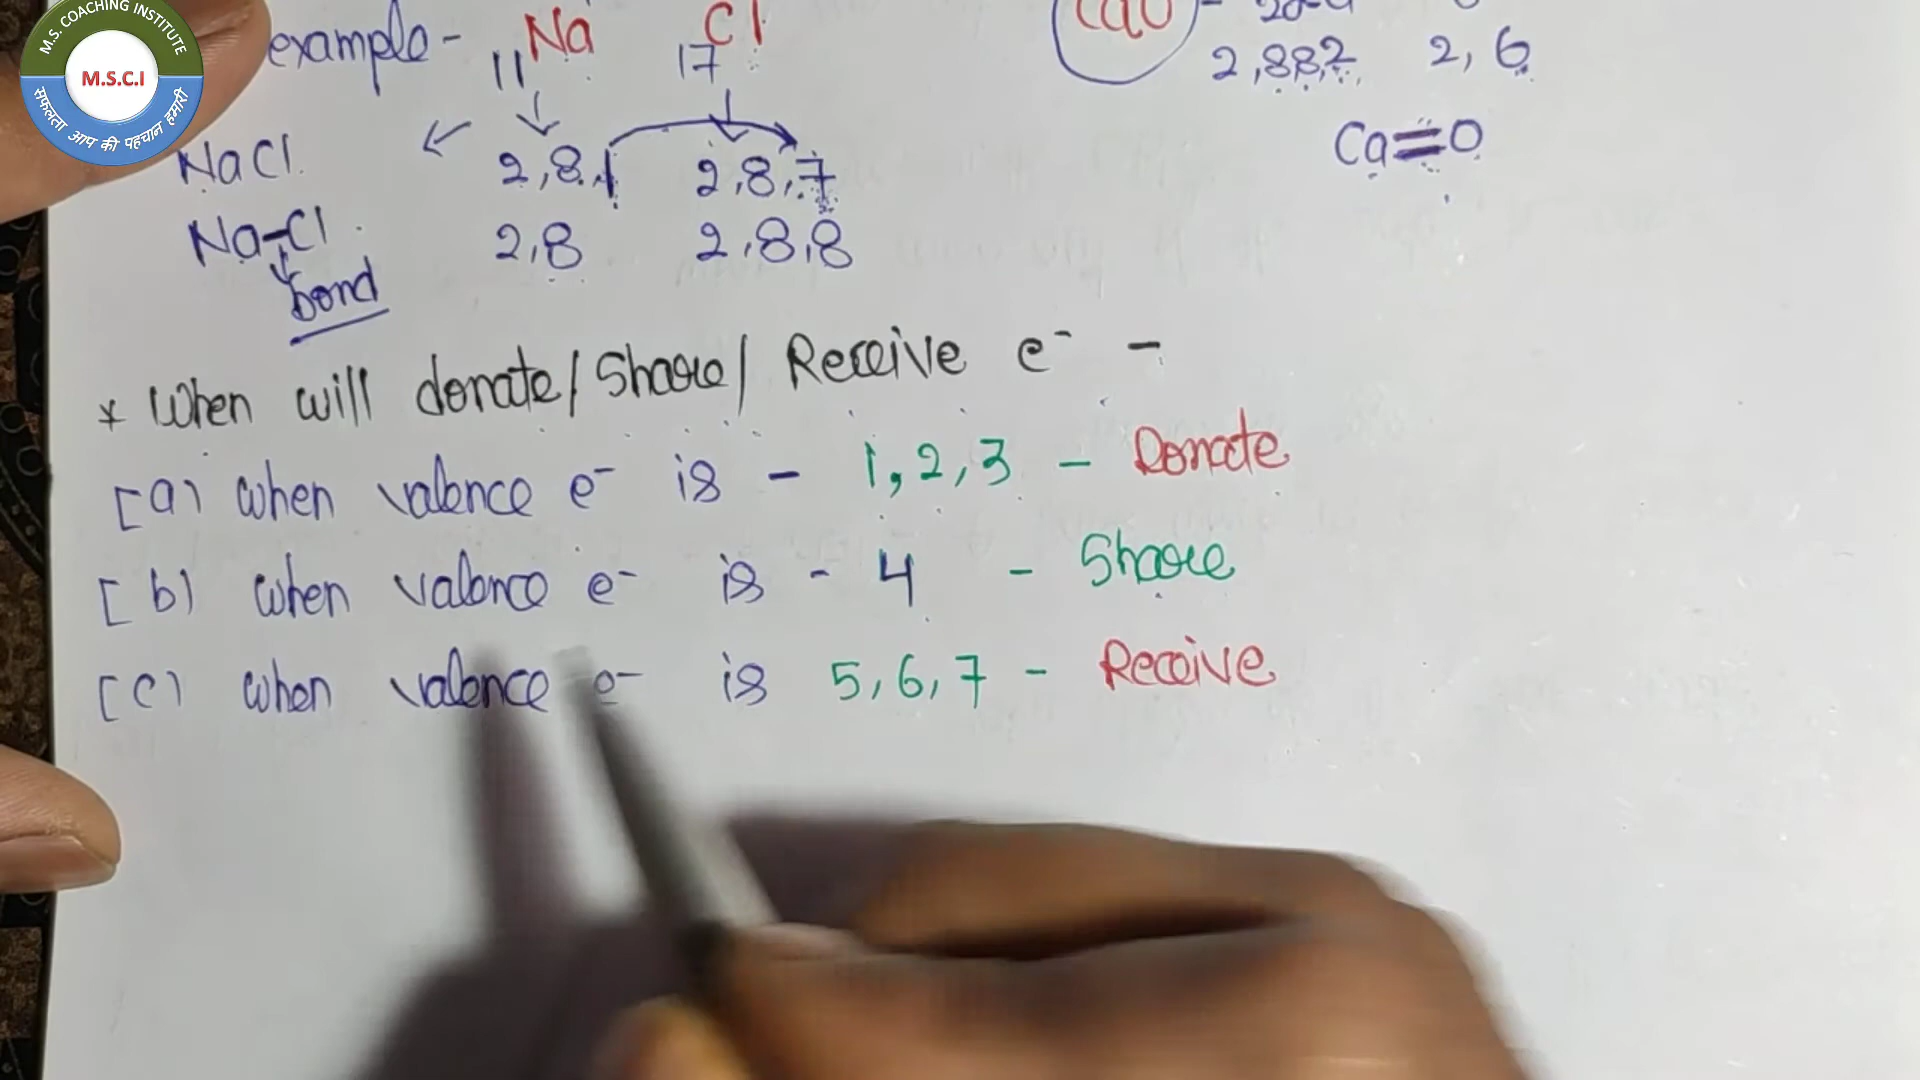 M.S. COACHING INSTITUTE
M.S.C.I
सफलता आप की पहचान हमारी
example - 11Na 17Cl
CaO
2,8,8,2 2,6
Ca=O
NaCl 2,8,1 2,8,7
Na-Cl 2,8 2,8,8
bond
* When will donate/Share/Receive e⁻ -
[a) when valence e⁻ is - 1,2,3 - Donate
[b) when valence e⁻ is - 4 - Share
[c) when valence e⁻ is 5,6,7 - Receive